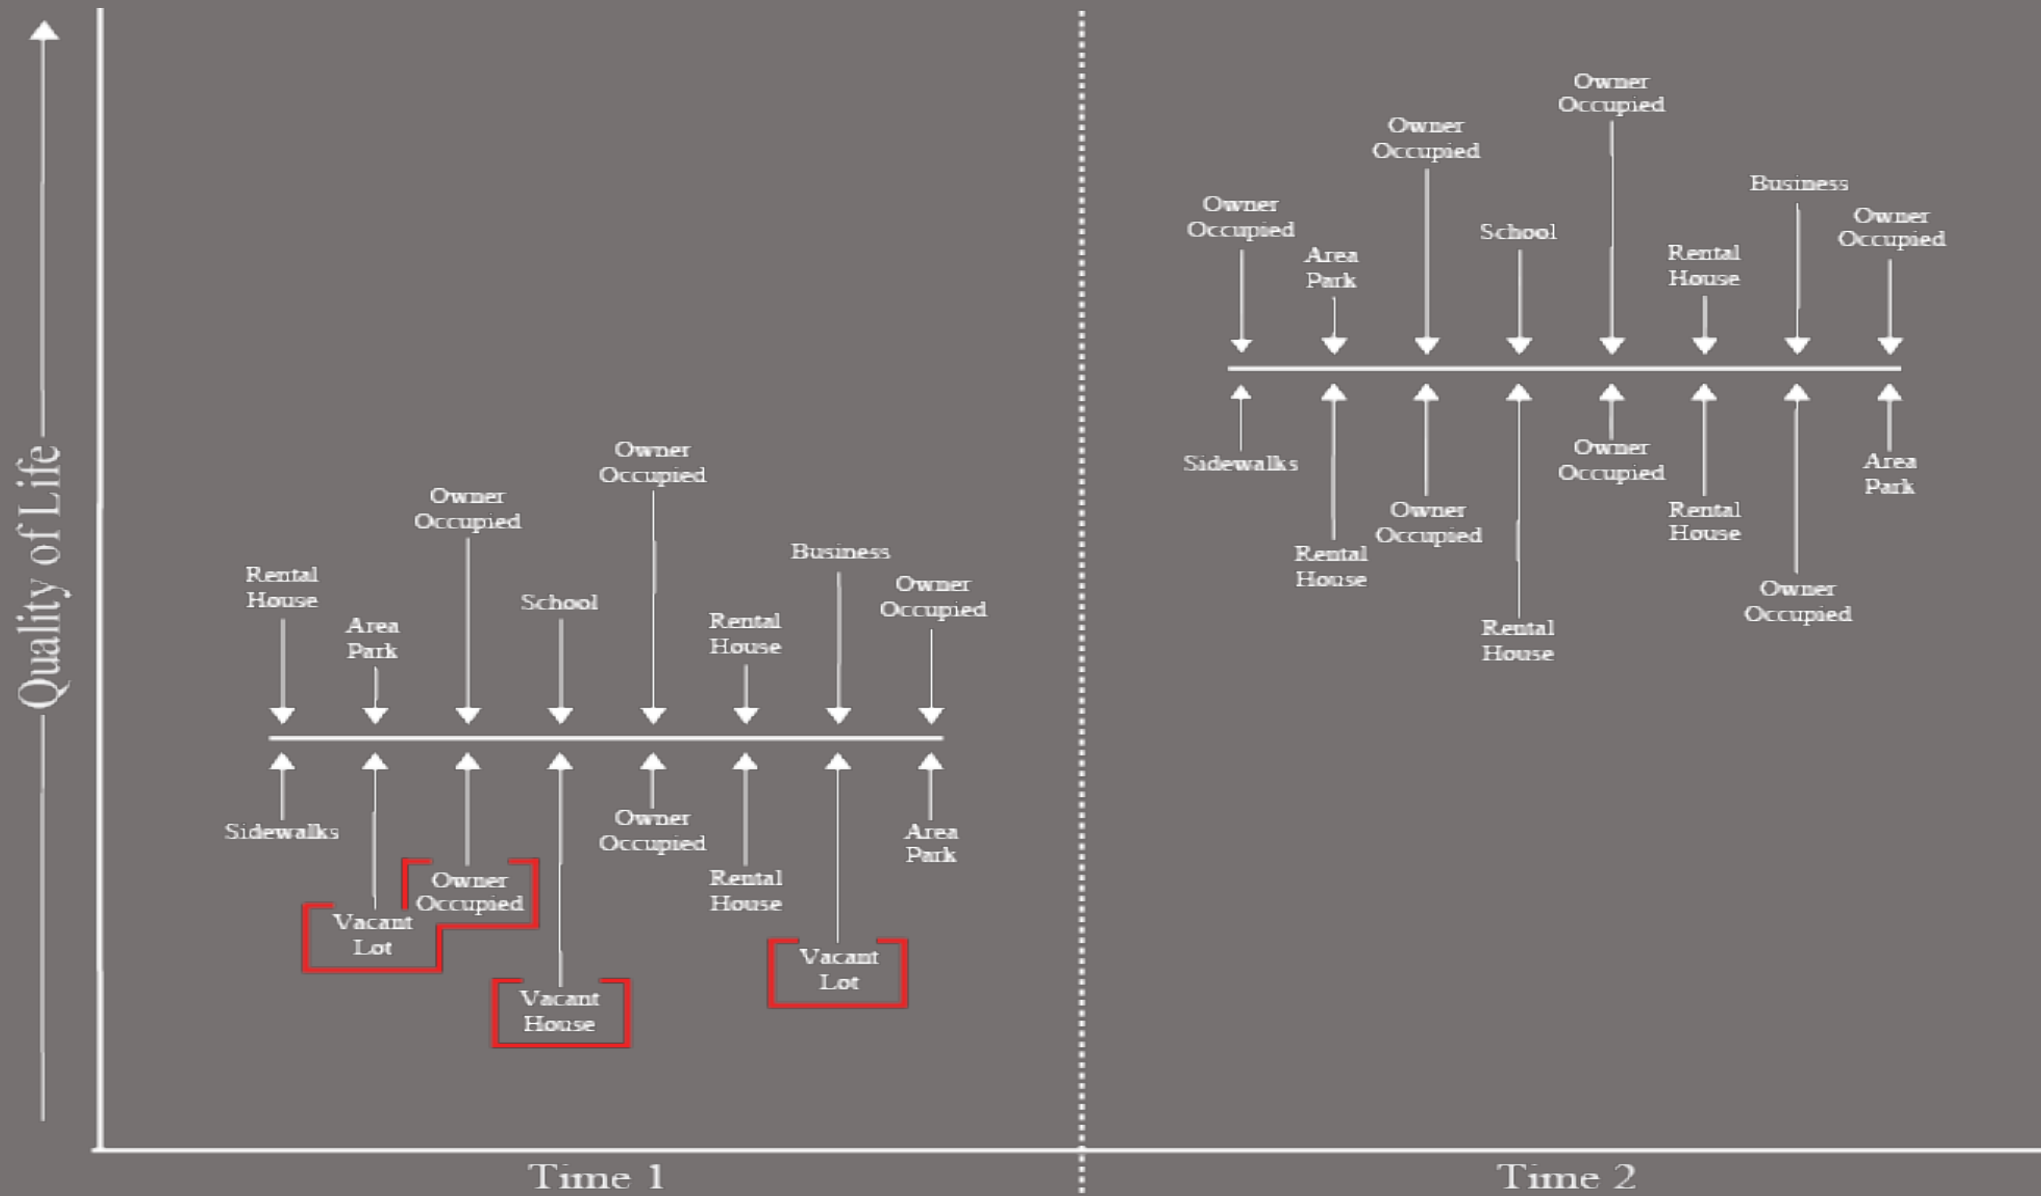 Quality of Life
Owner
Occupied
Owner
Occupied
Rental
House
Area
Park
School
Rental
House
Business
Owner
Occupied
Sidewalks
Vacant
Lot
Owner
Occupied
Vacant
House
Owner
Occupied
Rental
House
Vacant
Lot
Area
Park
Time 1
Owner
Occupied
Owner
Occupied
Owner
Occupied
Area
Park
School
Rental
House
Business
Owner
Occupied
Sidewalks
Rental
House
Owner
Occupied
Rental
House
Owner
Occupied
Rental
House
Owner
Occupied
Area
Park
Time 2